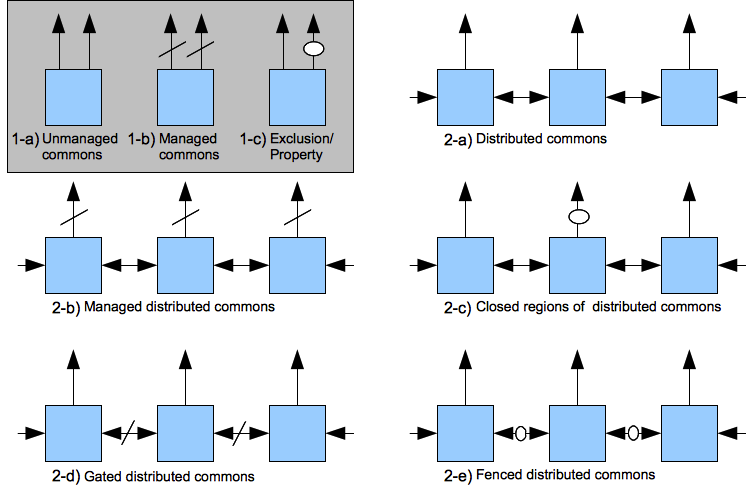 1-a) Unmanaged commons
1-b) Managed commons
1-c) Exclusion/ Property
2-a) Distributed commons
2-b) Managed distributed commons
2-c) Closed regions of distributed commons
2-d) Gated distributed commons
2-e) Fenced distributed commons